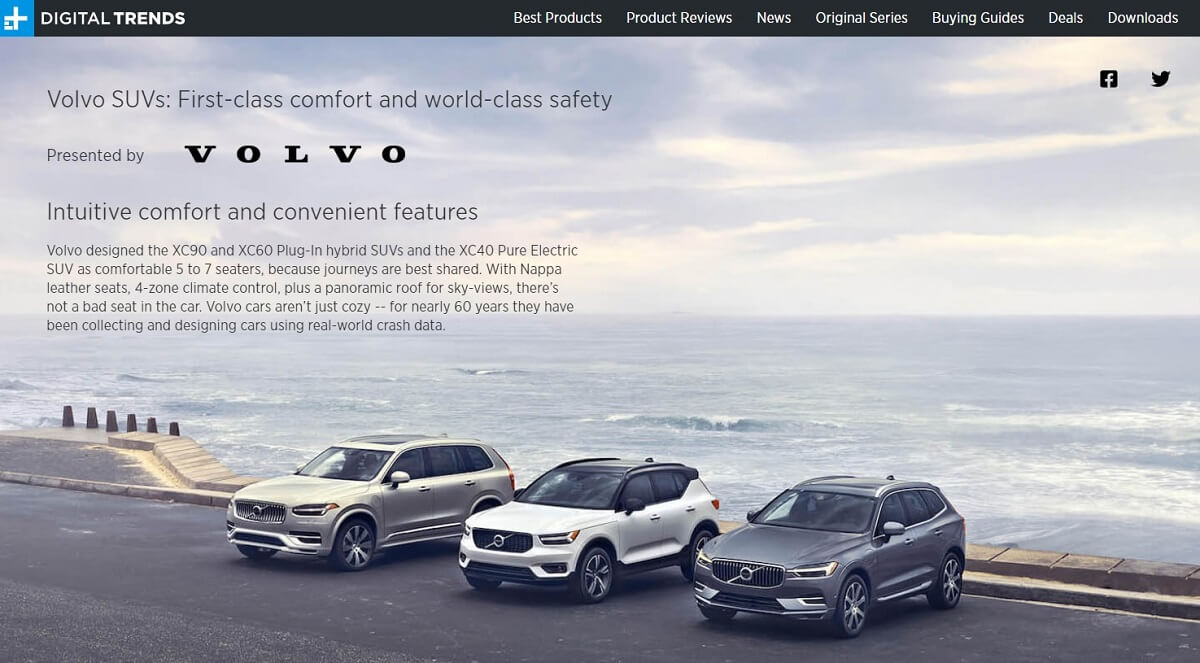 DIGITAL TRENDS
Best Products Product Reviews News Original Series Buying Guides Deals Downloads
Volvo SUVs: First-class comfort and world-class safety
Presented by VOLVO
Intuitive comfort and convenient features
Volvo designed the XC90 and XC60 Plug-In hybrid SUVs and the XC40 Pure Electric
SUV as comfortable 5 to 7 seaters, because journeys are best shared. With Nappa
leather seats, 4-zone climate control, plus a panoramic roof for sky-views, there’s
not a bad seat in the car. Volvo cars aren’t just cozy -- for nearly 60 years they have
been collecting and designing cars using real-world crash data.